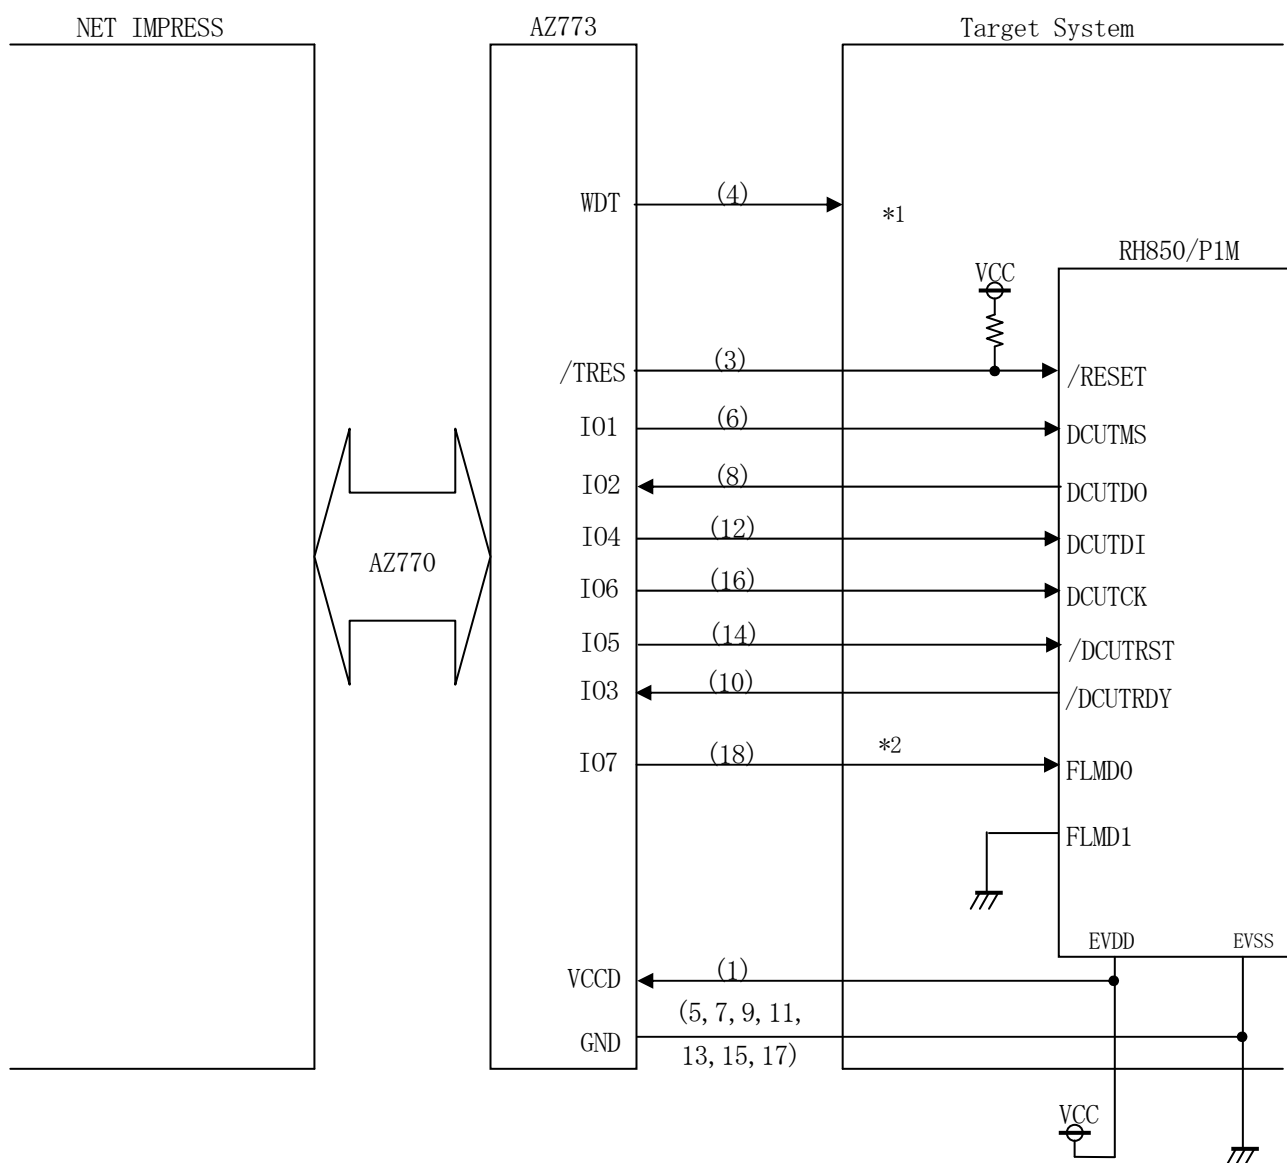 NET IMPRESS
AZ773
Target System
WDT
(4)
*1
RH850/P1M
VCC
/TRES
(3)
/RESET
IO1
(6)
DCUTMS
IO2
(8)
DCUTDO
IO4
(12)
DCUTDI
AZ770
IO6
(16)
DCUTCK
IO5
(14)
/DCUTRST
IO3
(10)
/DCUTRDY
IO7
(18)
*2
FLMD0
FLMD1
EVDD
EVSS
VCCD
(1)
(5,7,9,11,
GND
13,15,17)
VCC